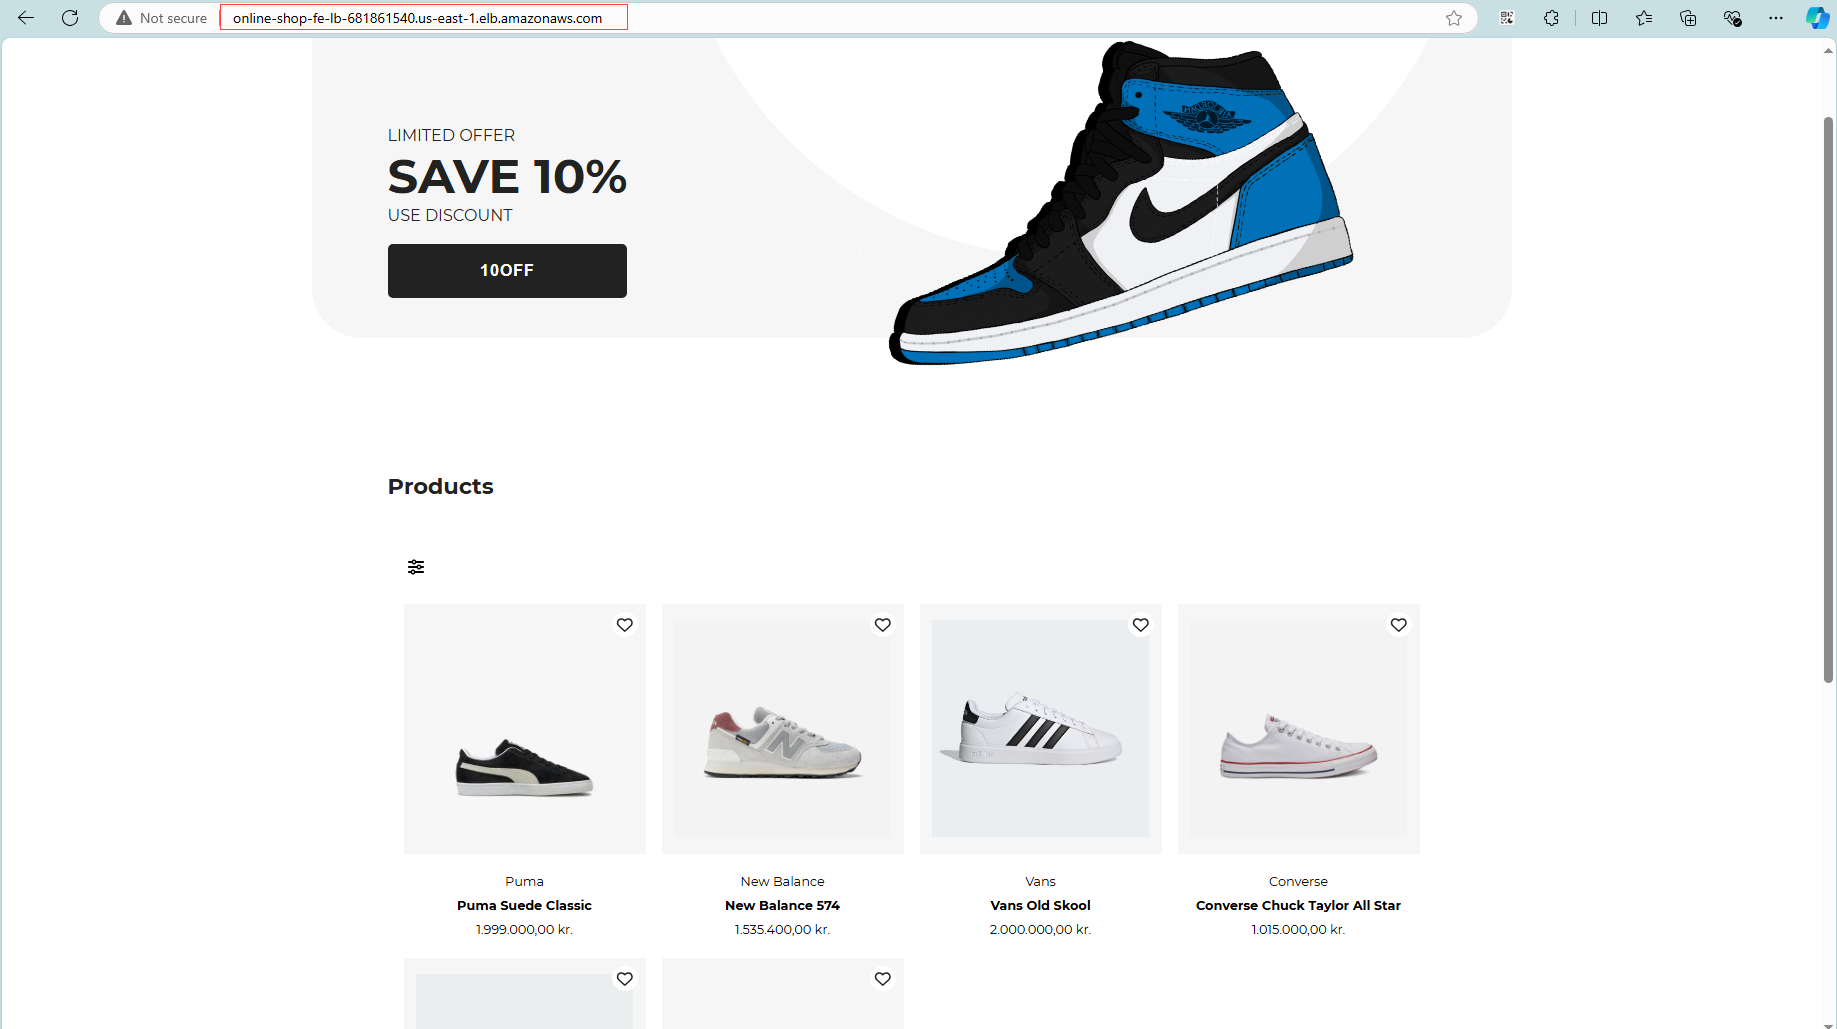 Not secure
online-shop-fe-lb-681861540.us-east-1.elb.amazonaws.com
LIMITED OFFER
SAVE 10%
USE DISCOUNT
10OFF
Products
Puma
New Balance
Vans
Converse
Puma Suede Classic
New Balance 574
Vans Old Skool
Converse Chuck Taylor All Star
1.999.000,00 kr.
1.535.400,00 kr.
2.000.000,00 kr.
1.015.000,00 kr.